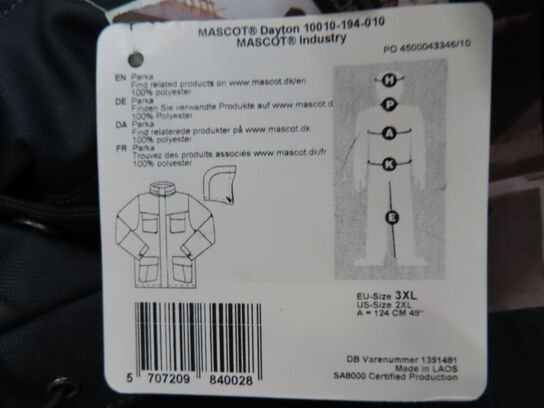 MASCOT® Dayton 10010-194-010
MASCOT® Industry
PO 4500043346/10
EN Parka
Find related products on www.mascot.dk/en
100% polyester
DE Parka
Finden Sie verwandte Produkte auf www.mascot.d
100% polyester
DA Parka
Find relaterede produkter på www.mascot.dk
100% polyester
FR Parka
Trouvez des produits associés www.mascot.dk/fr
100% polyester
H
P
A
K
E
EU-Size 3XL
US-Size 2XL
A = 124 CM 49"
5 707209 840028
DB Varenummer 1391481
Made in LAOS
SA8000 Certified Production